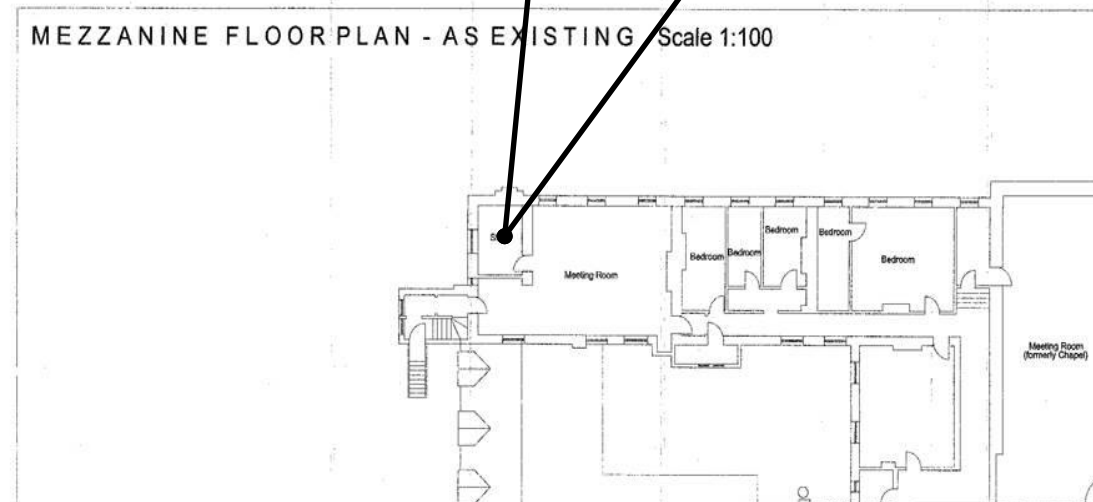 MEZZANINE FLOOR PLAN - AS EXISTING Scale 1:100
Bedroom
Bedroom
Bedroom
Bedroom
Bedroom
Meeting Room
Meeting Room
(formerly Chapel)